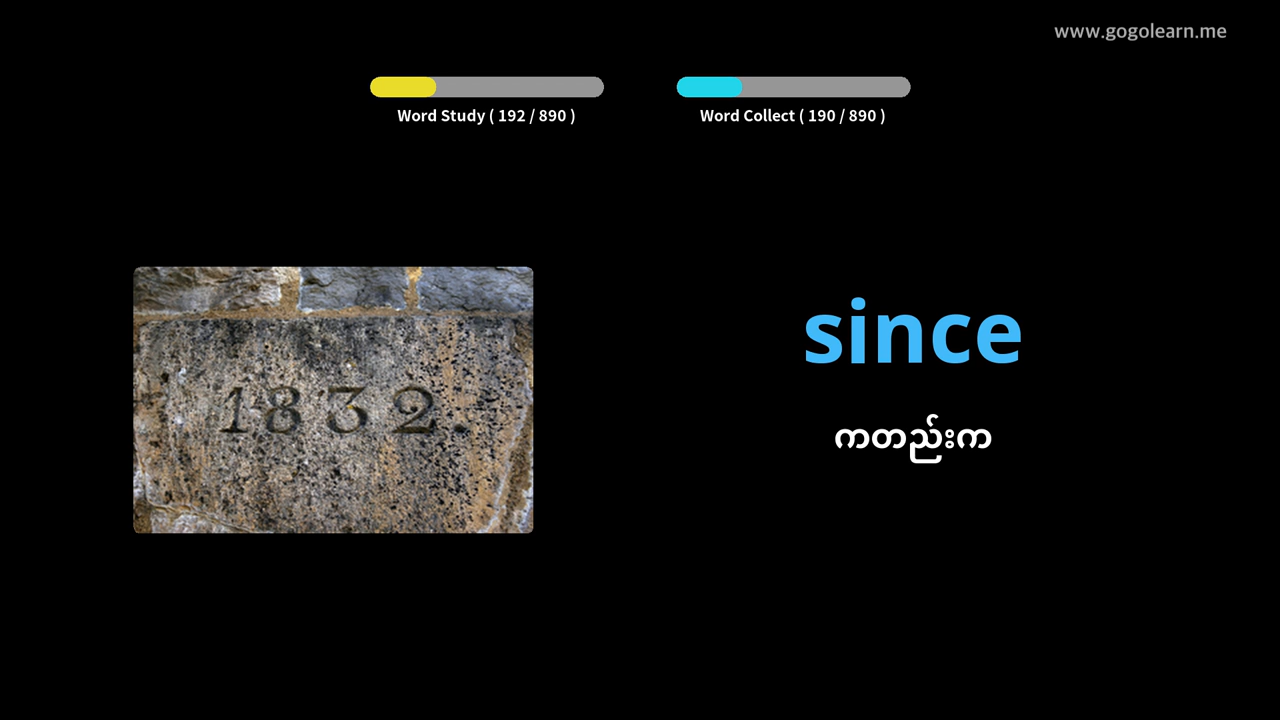 www.gogolearn.me
Word Study ( 192 / 890 )
Word Collect ( 190 / 890 )
1832.
since
ကတည်းက